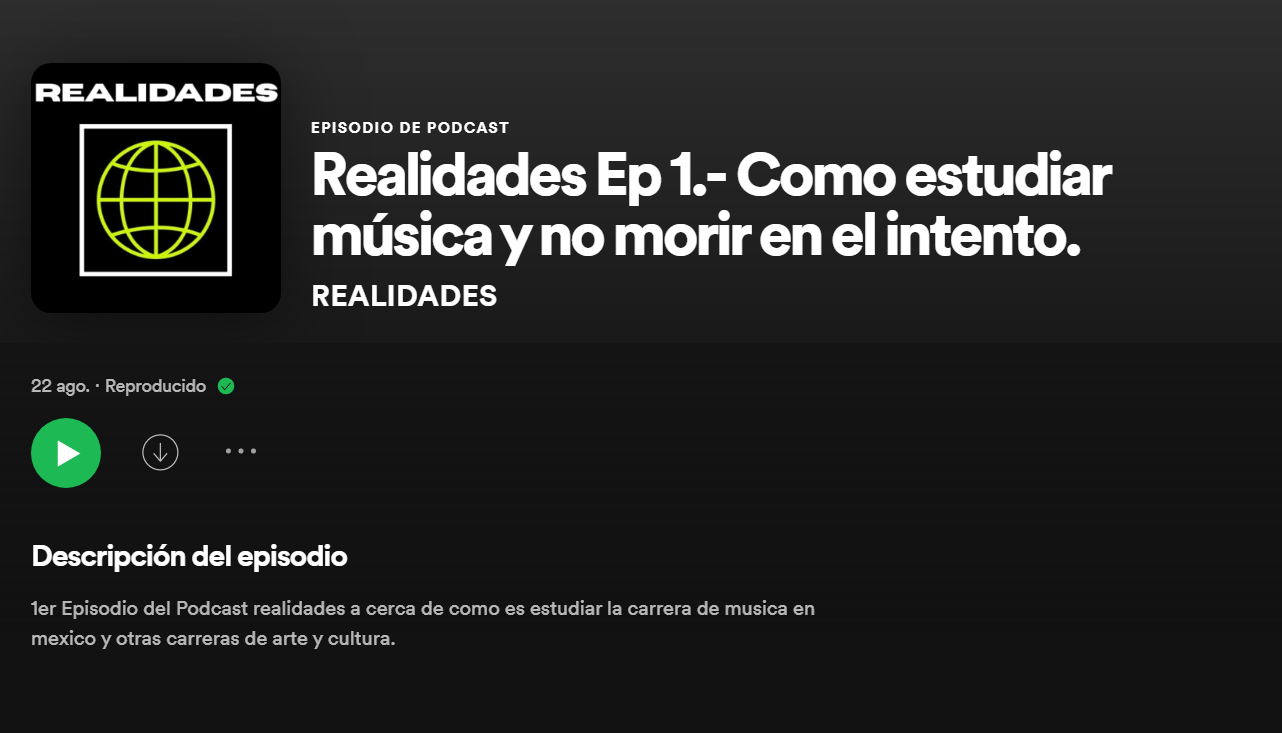 REALIDADES
EPISODIO DE PODCAST
Realidades Ep 1.- Como estudiar
música y no morir en el intento.
REALIDADES
22 ago. · Reproducido
Descripción del episodio
1er Episodio del Podcast realidades a cerca de como es estudiar la carrera de musica en
mexico y otras carreras de arte y cultura.